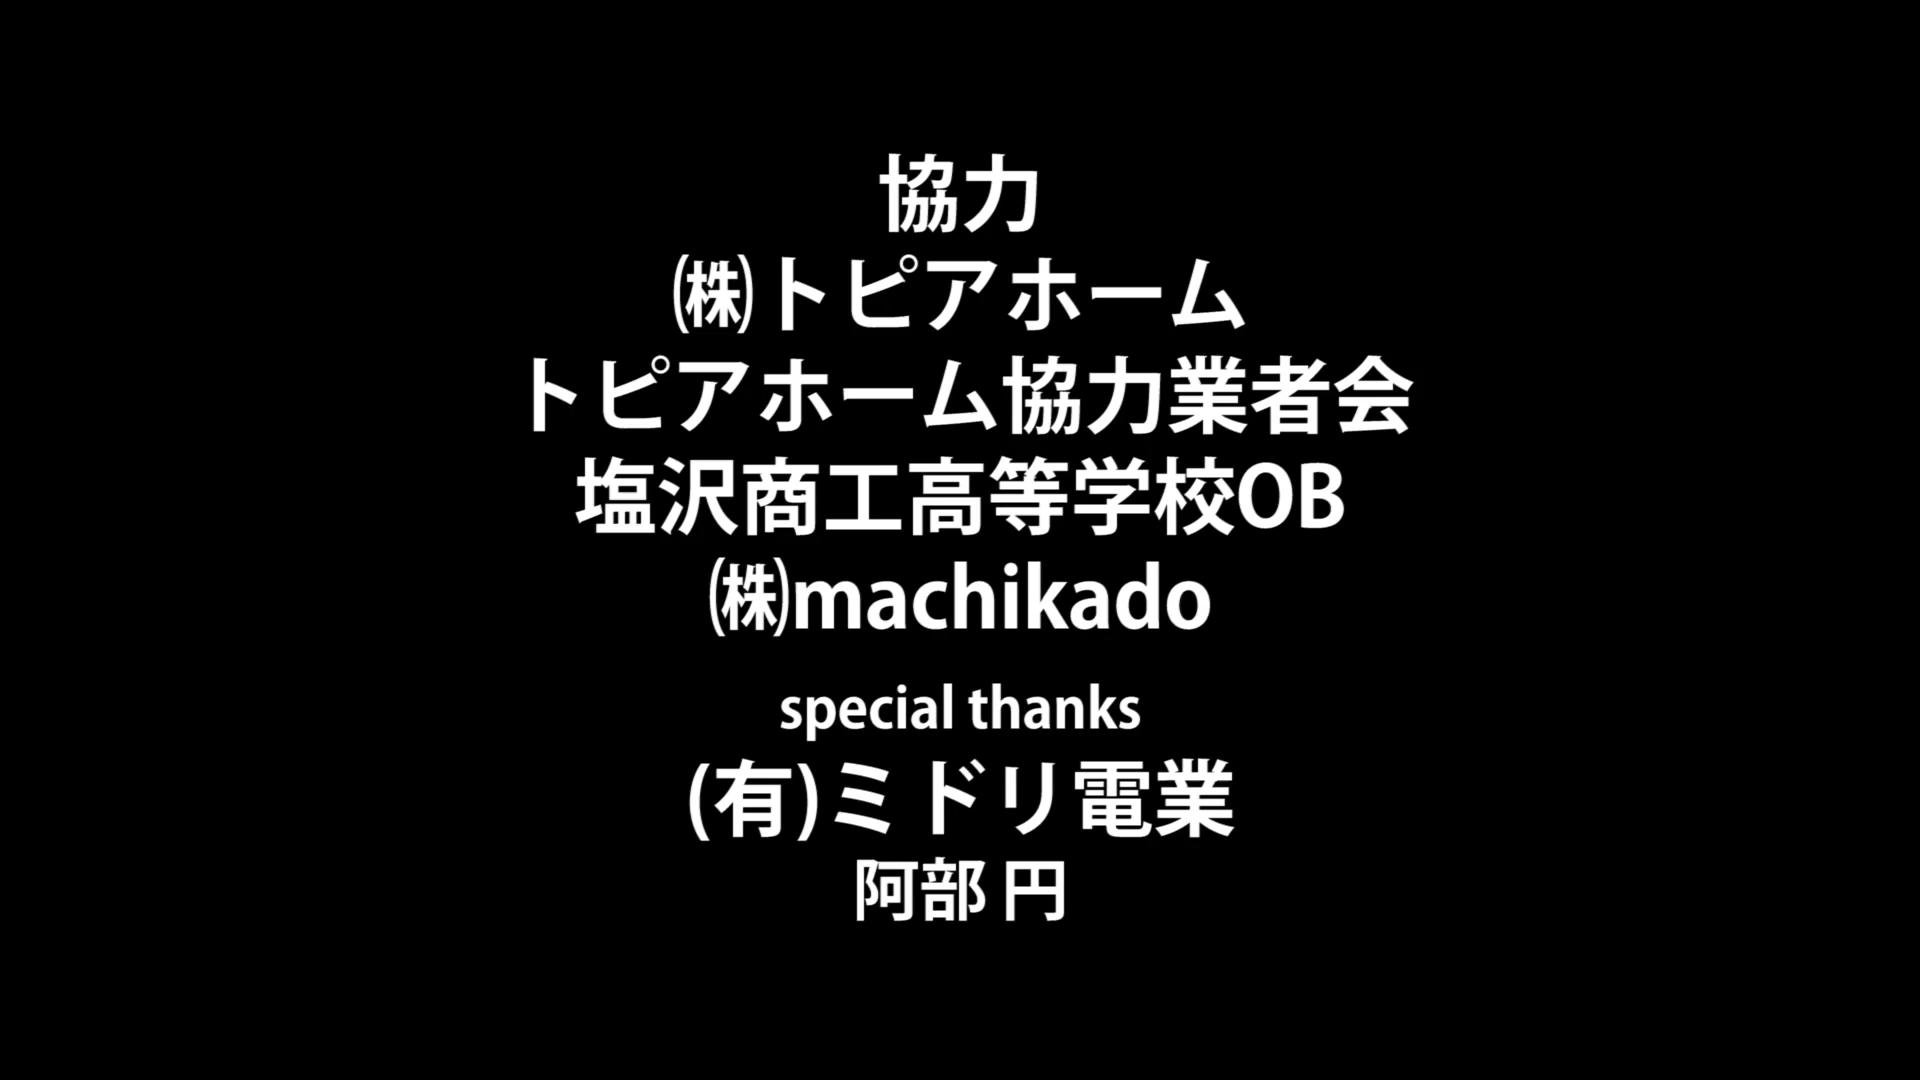 協力
㈱トピアホーム
トピアホーム協力業者会
塩沢商工高等学校OB
㈱machikado
special thanks
(有)ミドリ電業
阿部 円